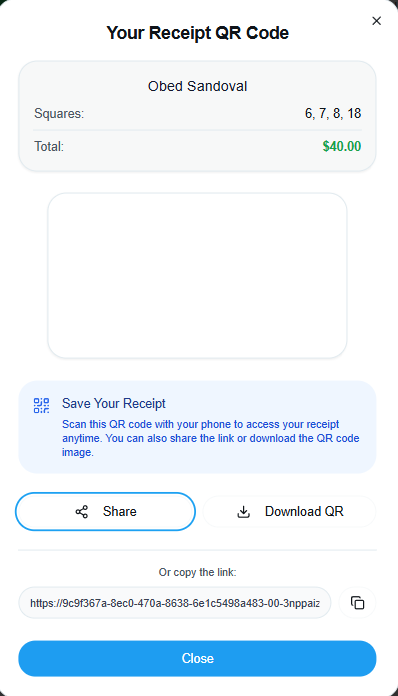 Your Receipt QR Code
Obed Sandoval
Squares: 6, 7, 8, 18
Total: $40.00
Save Your Receipt
Scan this QR code with your phone to access your receipt
anytime. You can also share the link or download the QR code
image.
Share
Download QR
Or copy the link:
https://9c9f367a-8ec0-470a-8638-6e1c5498a483-00-3nppaiz
Close